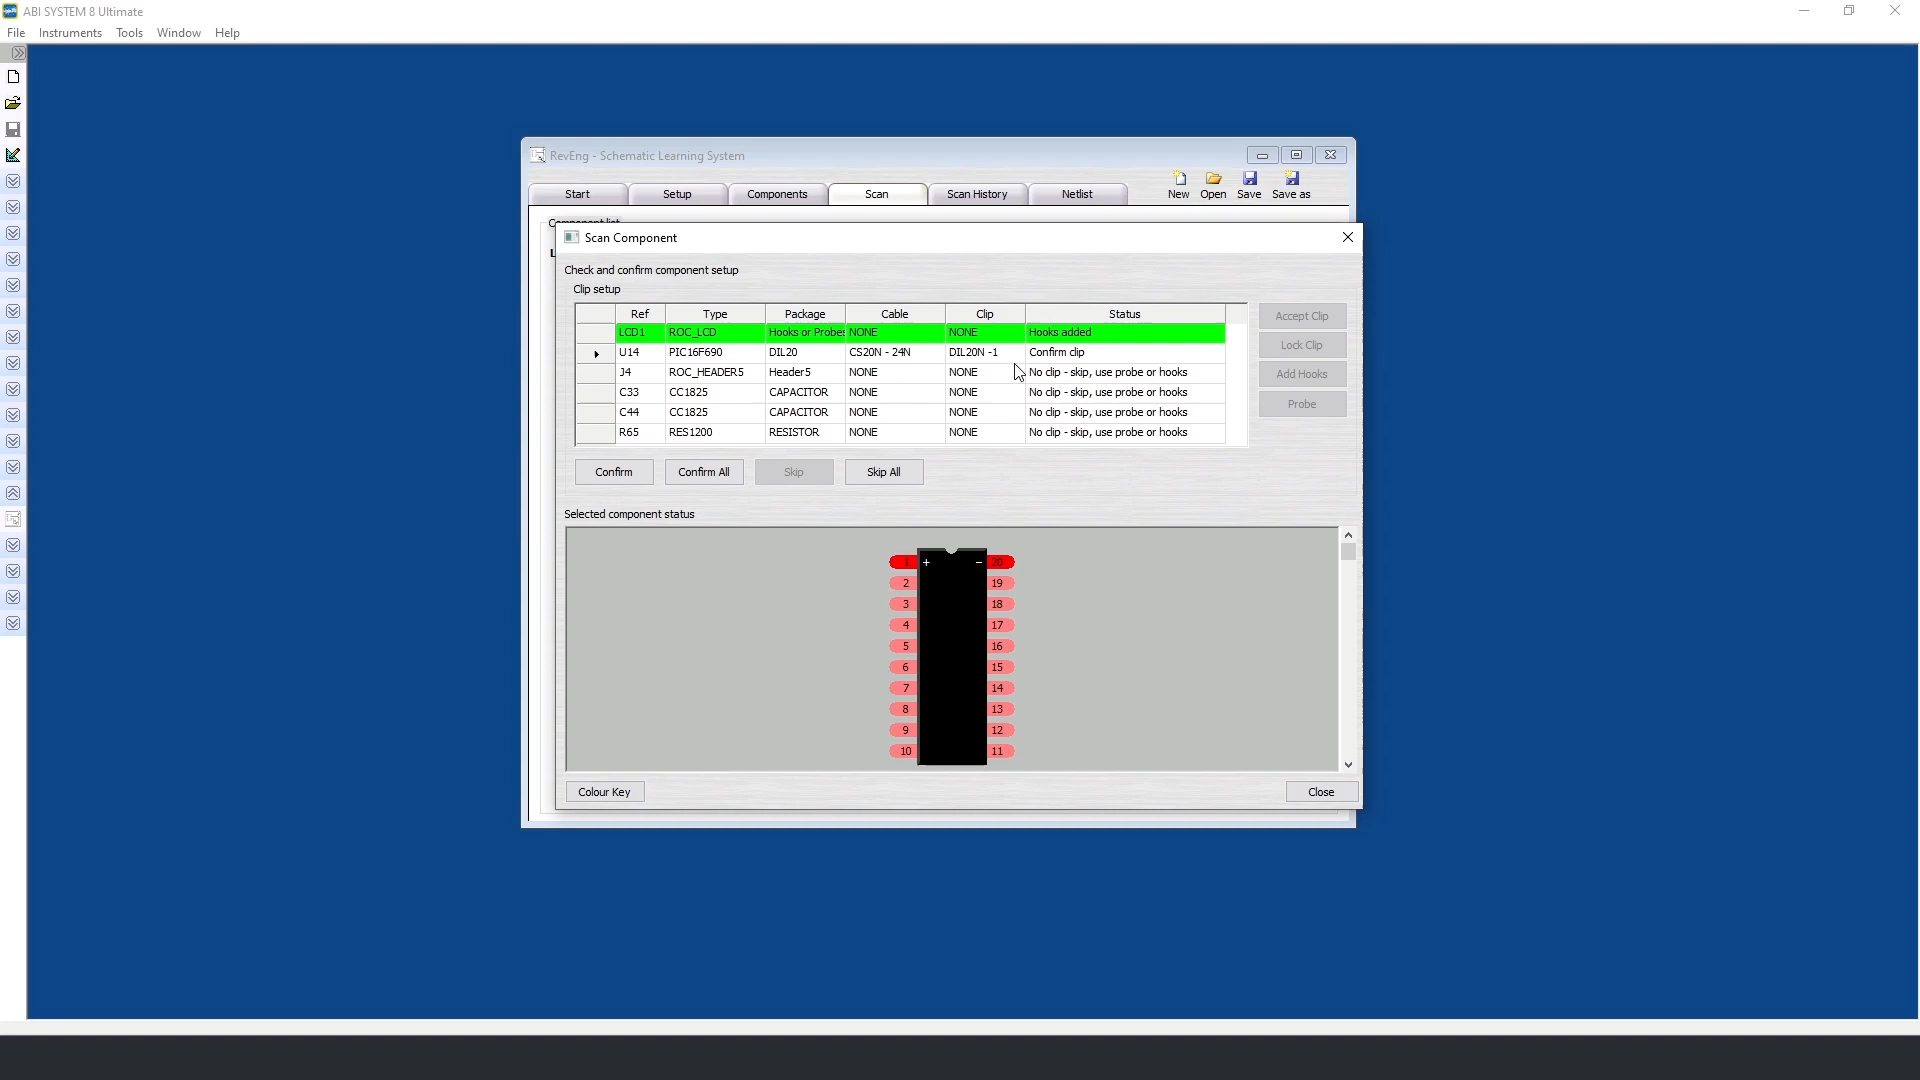 ABI SYSTEM 8 Ultimate
File Instruments Tools Window Help
RevEng - Schematic Learning System
Start Setup Components Scan Scan History Netlist New Open Save Save as
Scan Component
Check and confirm component setup
Clip setup
Ref Type Package Cable Clip Status
LCD1 ROC_LCD Hooks or Probes NONE NONE Hooks added
U14 PIC16F690 DIL20 CS20N - 24N DIL20N -1 Confirm clip
J4 ROC_HEADER5 Header5 NONE NONE No clip - skip, use probe or hooks
C33 CC1825 CAPACITOR NONE NONE No clip - skip, use probe or hooks
C44 CC1825 CAPACITOR NONE NONE No clip - skip, use probe or hooks
R65 RES1200 RESISTOR NONE NONE No clip - skip, use probe or hooks
Accept Clip
Lock Clip
Add Hooks
Probe
Confirm Confirm All Skip Skip All
Selected component status
1 + - 20
2 19
3 18
4 17
5 16
6 15
7 14
8 13
9 12
10 11
Colour Key Close